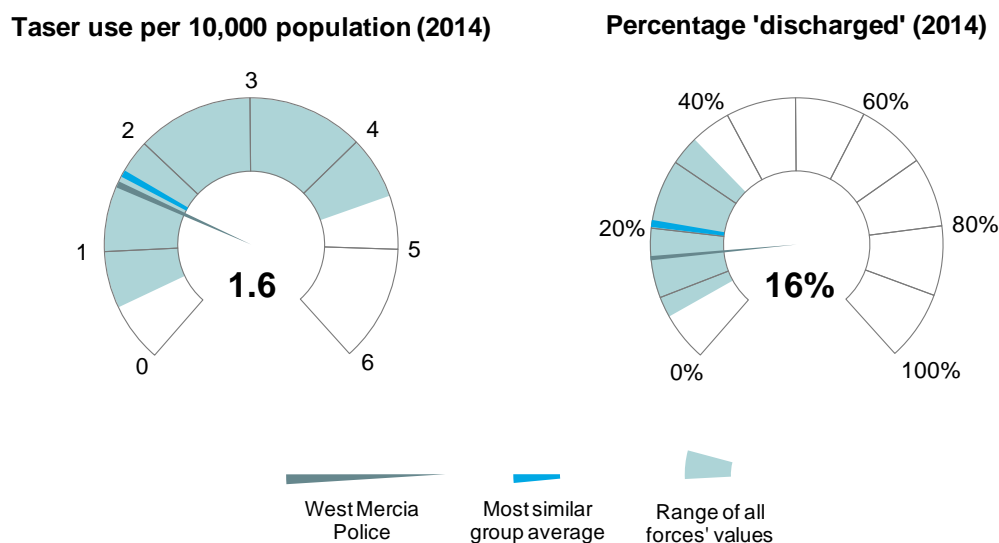 Taser use per 10,000 population (2014)
Percentage 'discharged' (2014)
0
1
2
3
4
5
6
1.6
0%
20%
40%
60%
80%
100%
16%
West Mercia
Police
Most similar
group average
Range of all
forces' values